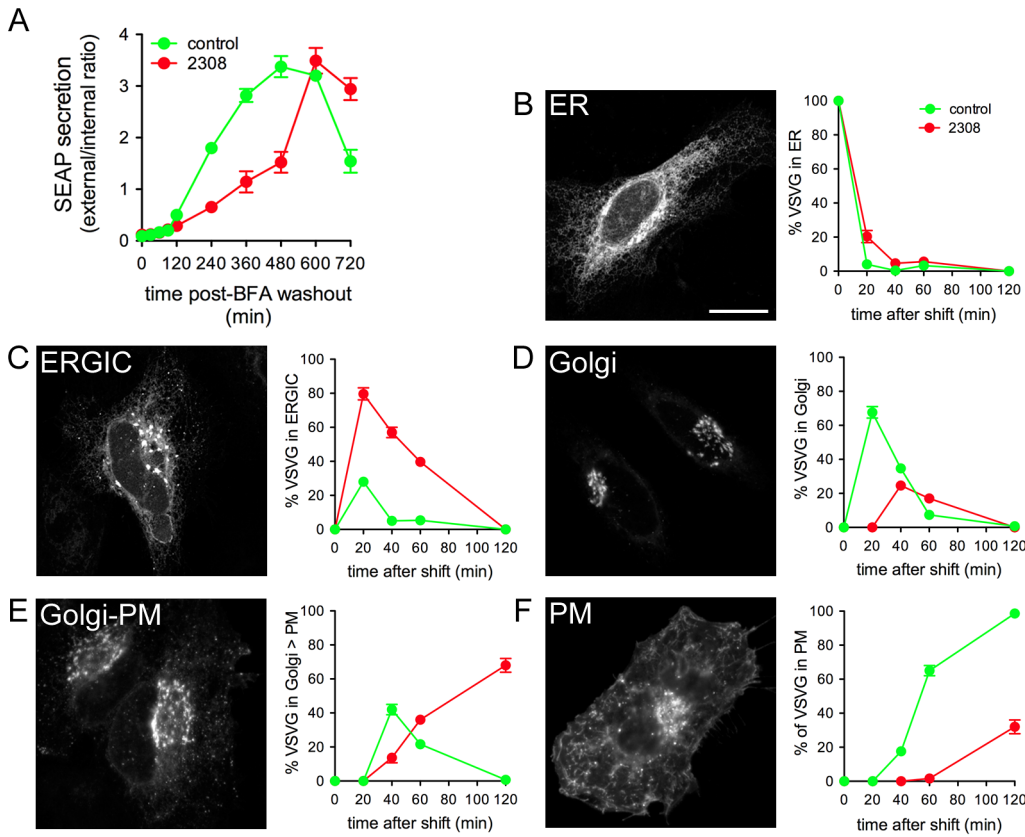 A
control
2308
SEAP secretion
(external/internal ratio)
4
3
2
1
0
0 120 240 360 480 600 720
time post-BFA washout
(min)
B
ER
% VSVG in ER
100
80
60
40
20
0
control
2308
0 20 40 60 80 100 120
time after shift (min)
C
ERGIC
% VSVG in ERGIC
100
80
60
40
20
0
0 20 40 60 80 100 120
time after shift (min)
D
Golgi
% VSVG in Golgi
100
80
60
40
20
0
0 20 40 60 80 100 120
time after shift (min)
E
Golgi-PM
% VSVG in Golgi > PM
100
80
60
40
20
0
0 20 40 60 80 100 120
time after shift (min)
F
PM
% of VSVG in PM
100
80
60
40
20
0
0 20 40 60 80 100 120
time after shift (min)